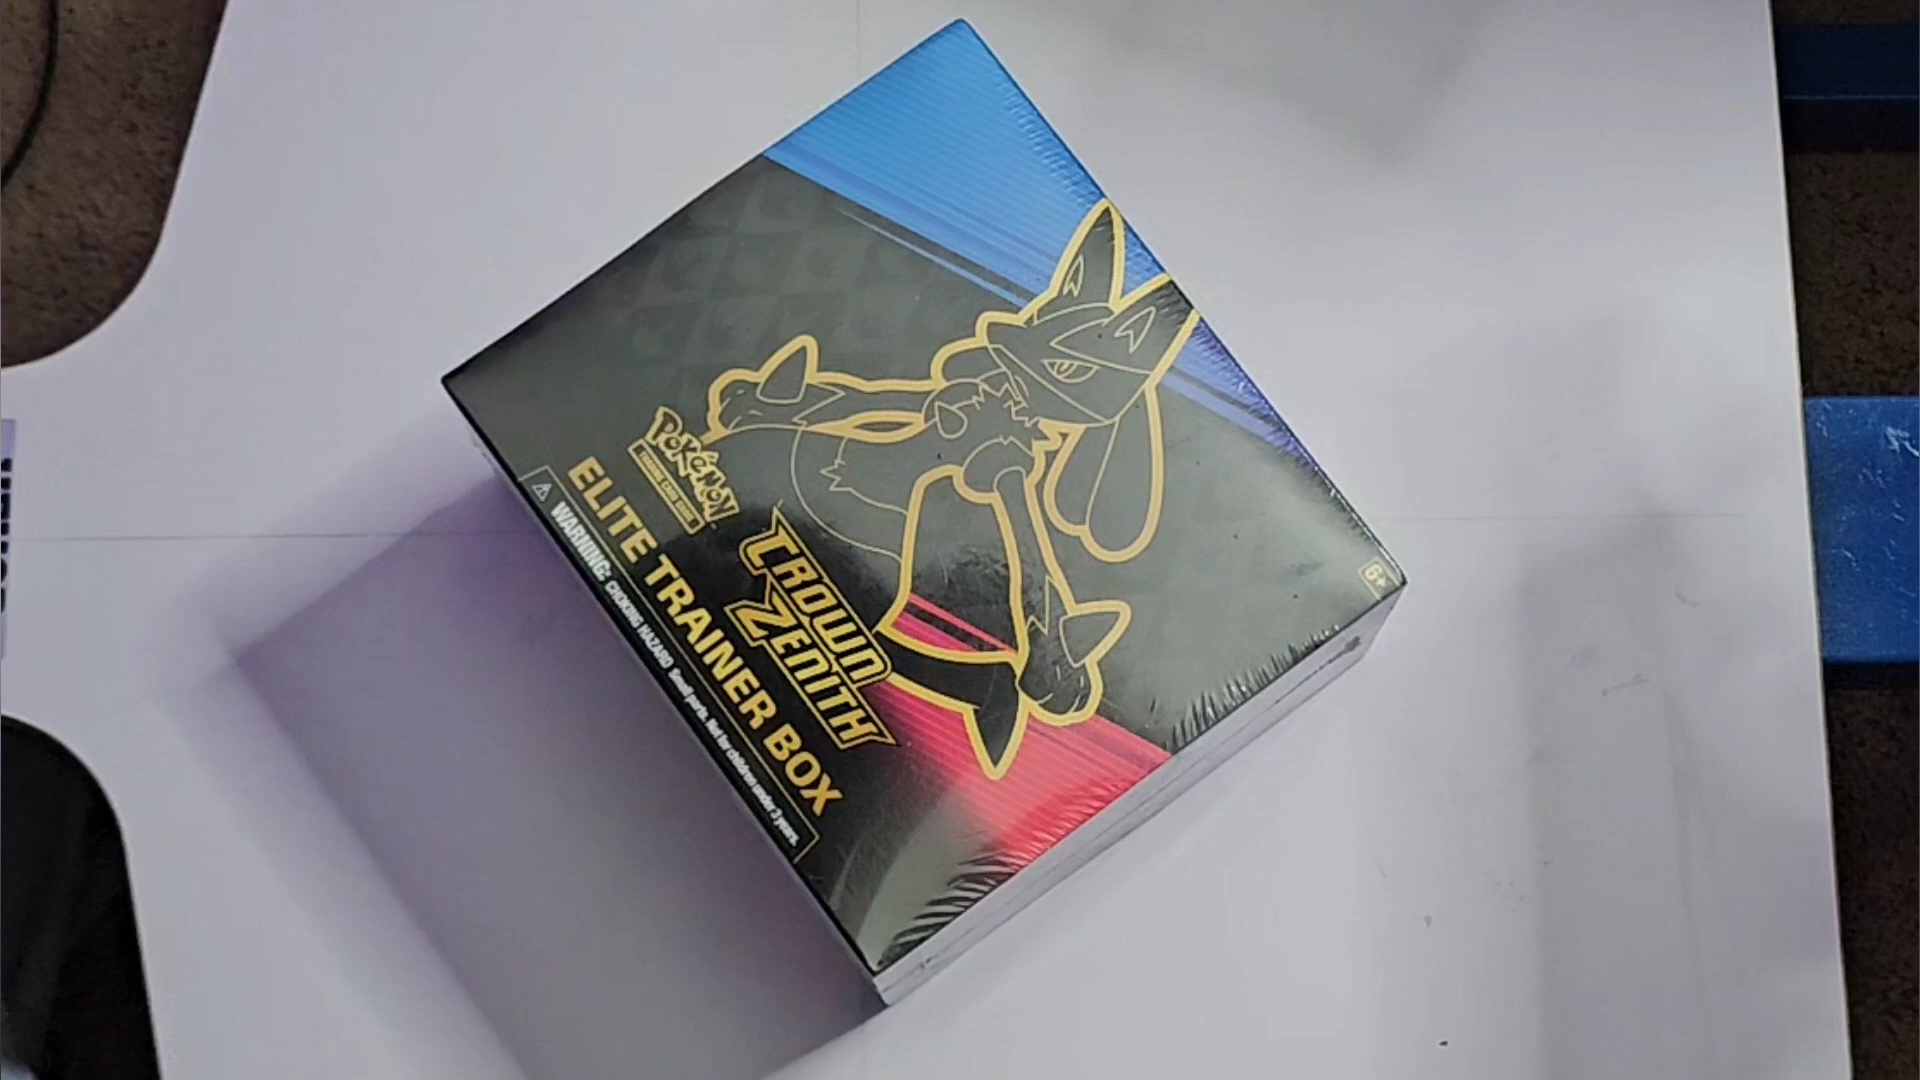 Pokémon
TRADING CARD GAME
CROWN
ZENITH
ELITE TRAINER BOX
WARNING: CHOKING HAZARD Small parts. Not for children under 3 years.
6+